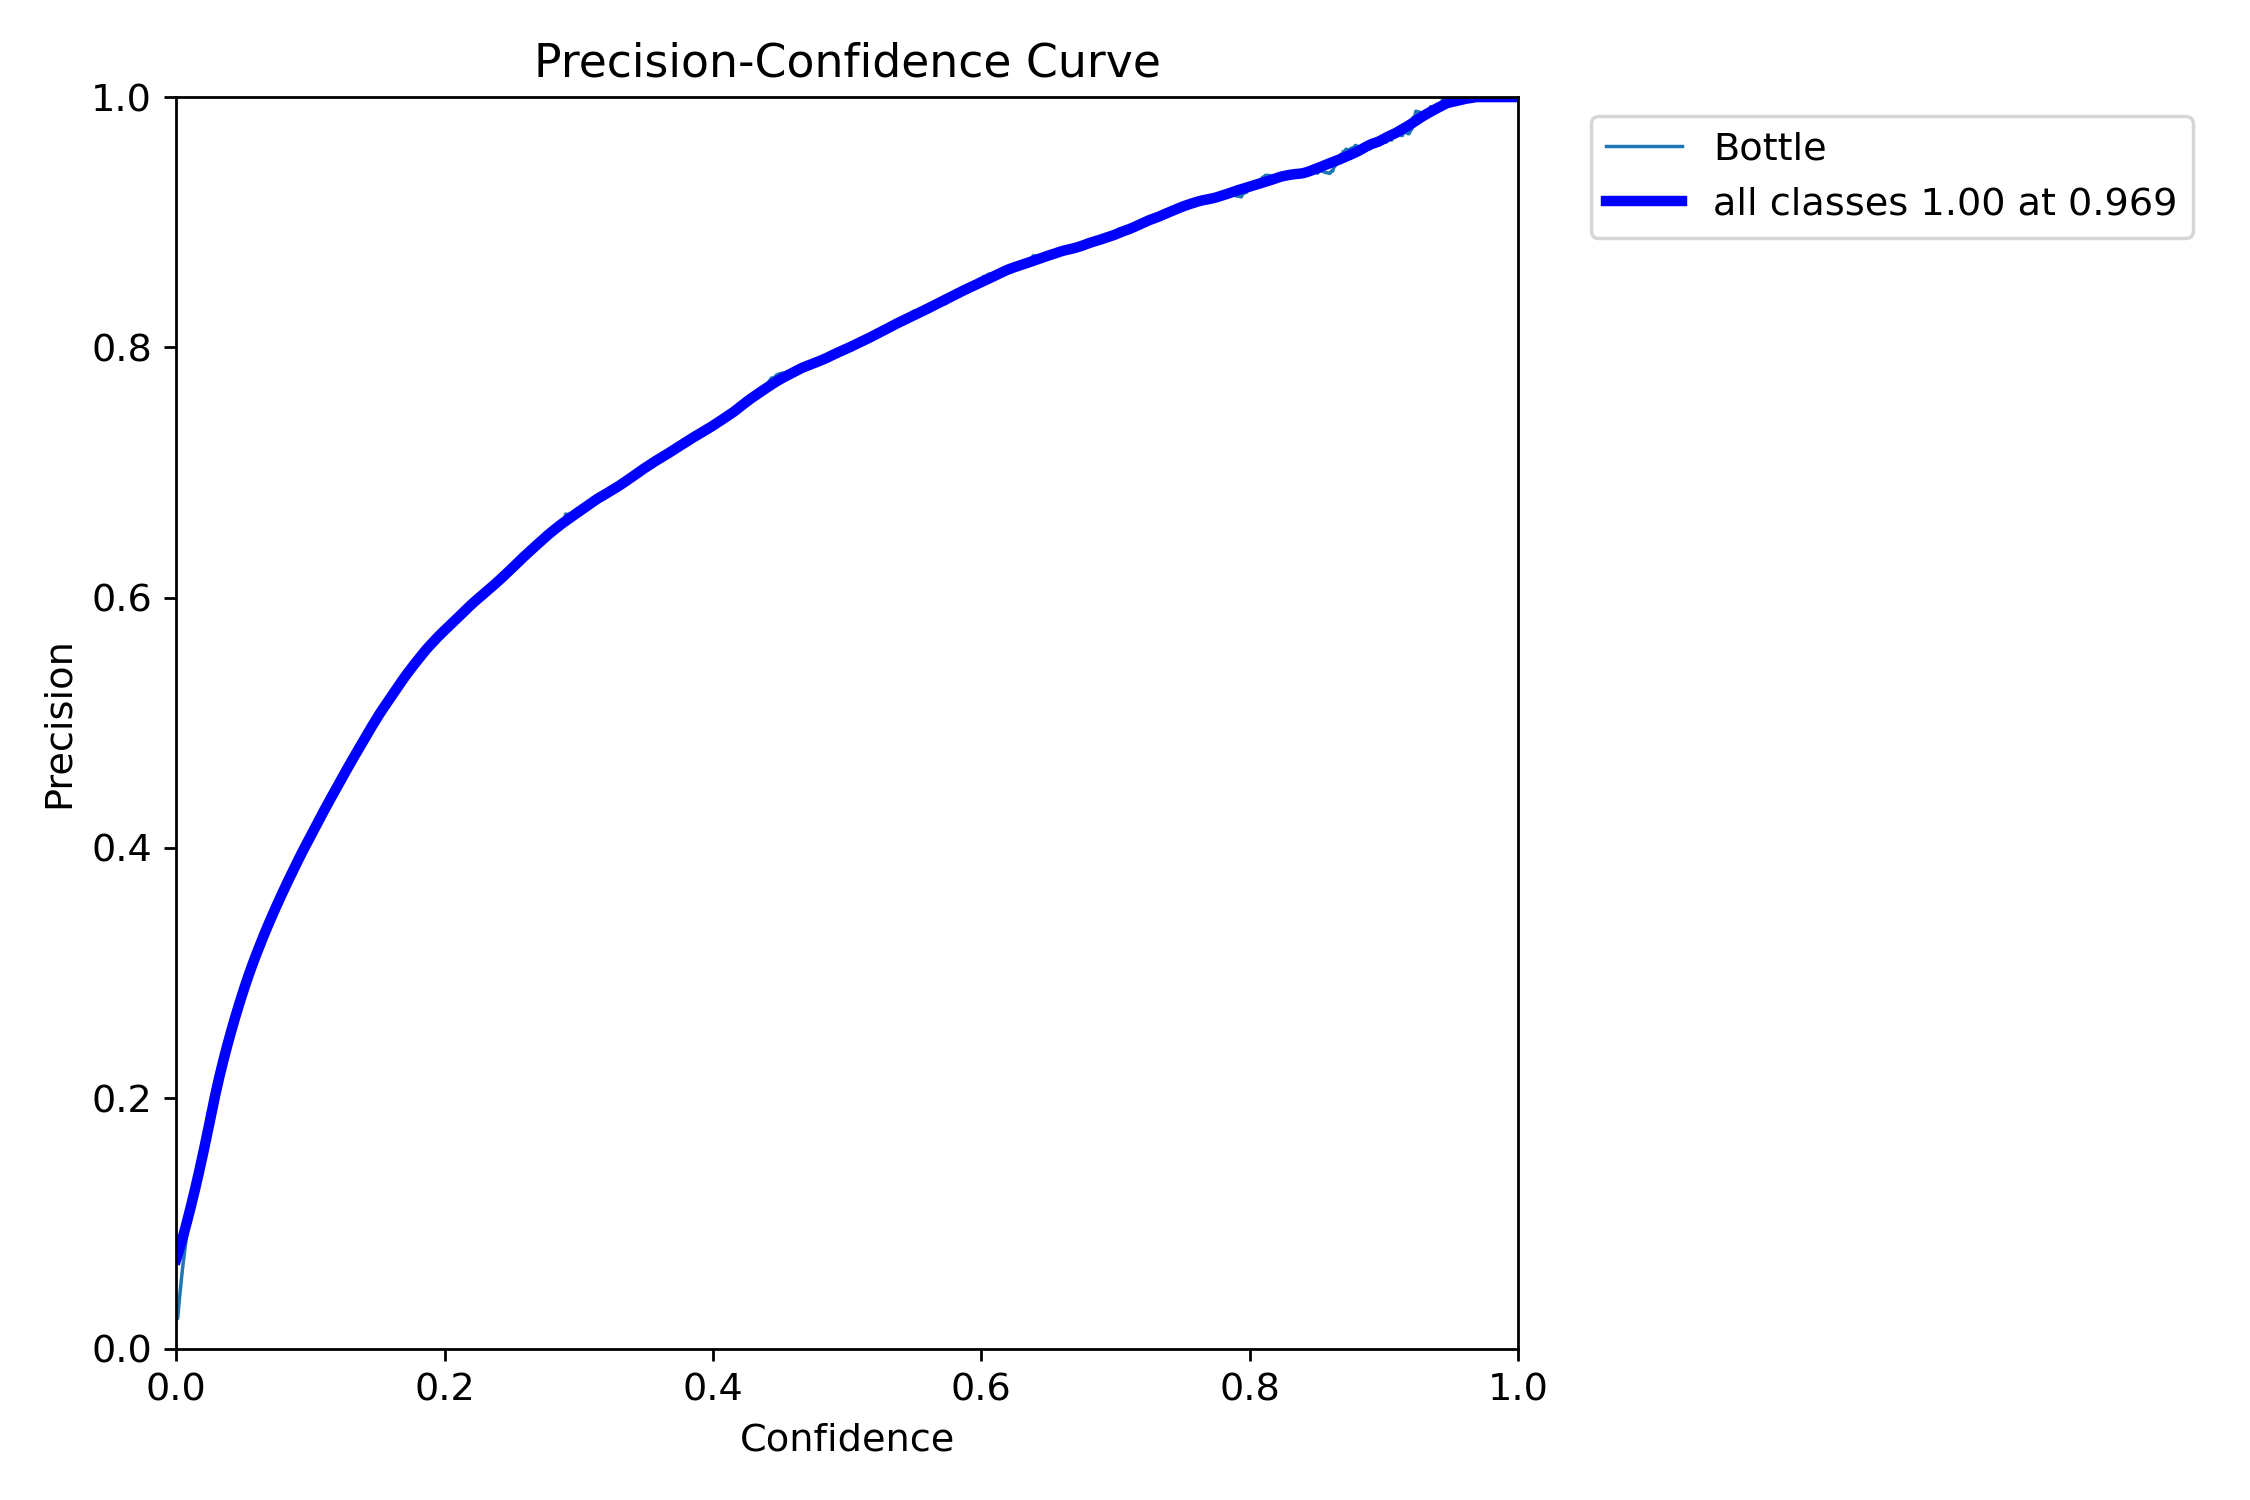 Precision-Confidence Curve
1.0
0.8
0.6
0.4
0.2
0.0
Precision
0.0 0.2 0.4 0.6 0.8 1.0
Confidence
Bottle
all classes 1.00 at 0.969